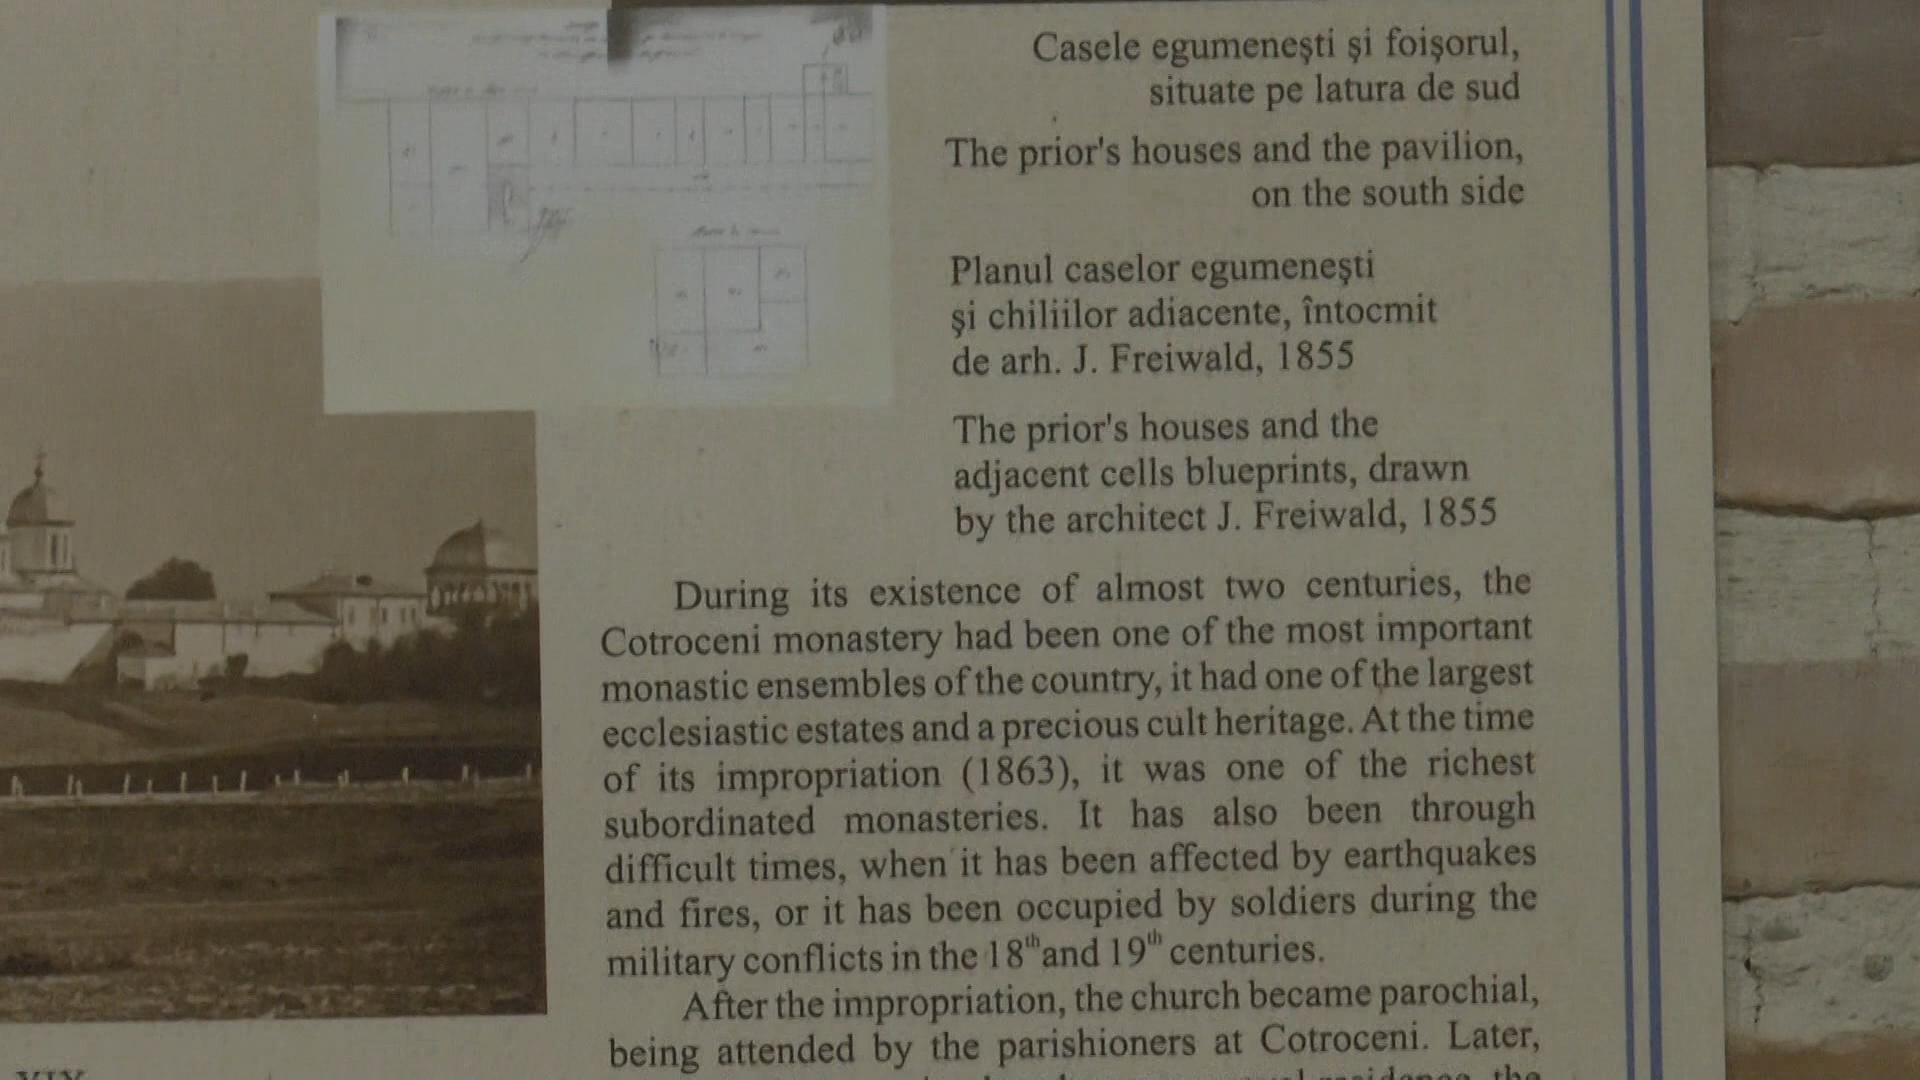 Casele egumenești și foișorul,
situate pe latura de sud
The prior's houses and the pavilion,
on the south side
Planul caselor egumenești
și chiliilor adiacente, întocmit
de arh. J. Freiwald, 1855
The prior's houses and the
adjacent cells blueprints, drawn
by the architect J. Freiwald, 1855
During its existence of almost two centuries, the
Cotroceni monastery had been one of the most important
monastic ensembles of the country, it had one of the largest
ecclesiastic estates and a precious cult heritage. At the time
of its impropriation (1863), it was one of the richest
subordinated monasteries. It has also been through
difficult times, when it has been affected by earthquakes
and fires, or it has been occupied by soldiers during the
military conflicts in the 18th and 19th centuries.
After the impropriation, the church became parochial,
being attended by the parishioners at Cotroceni. Later,
residence the